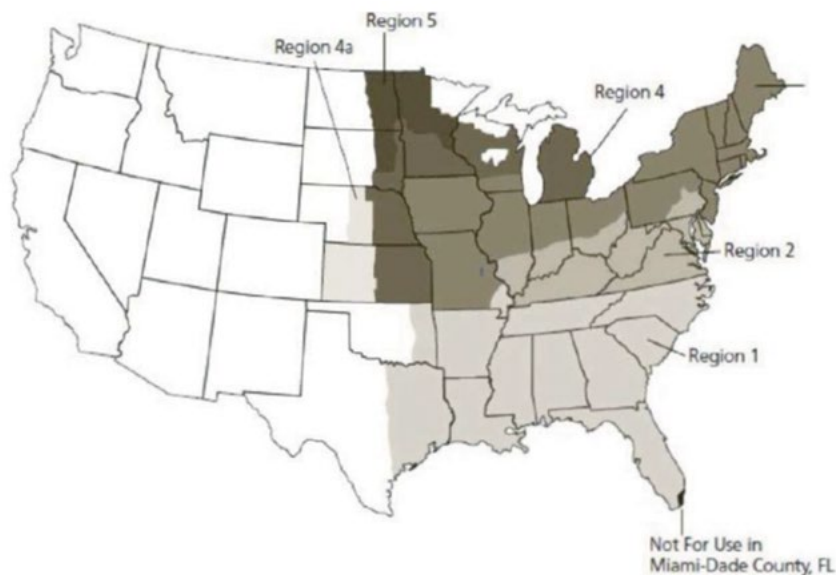 Region 5
Region 4a
Region 4
Region 2
Region 1
Not For Use in
Miami-Dade County, FL